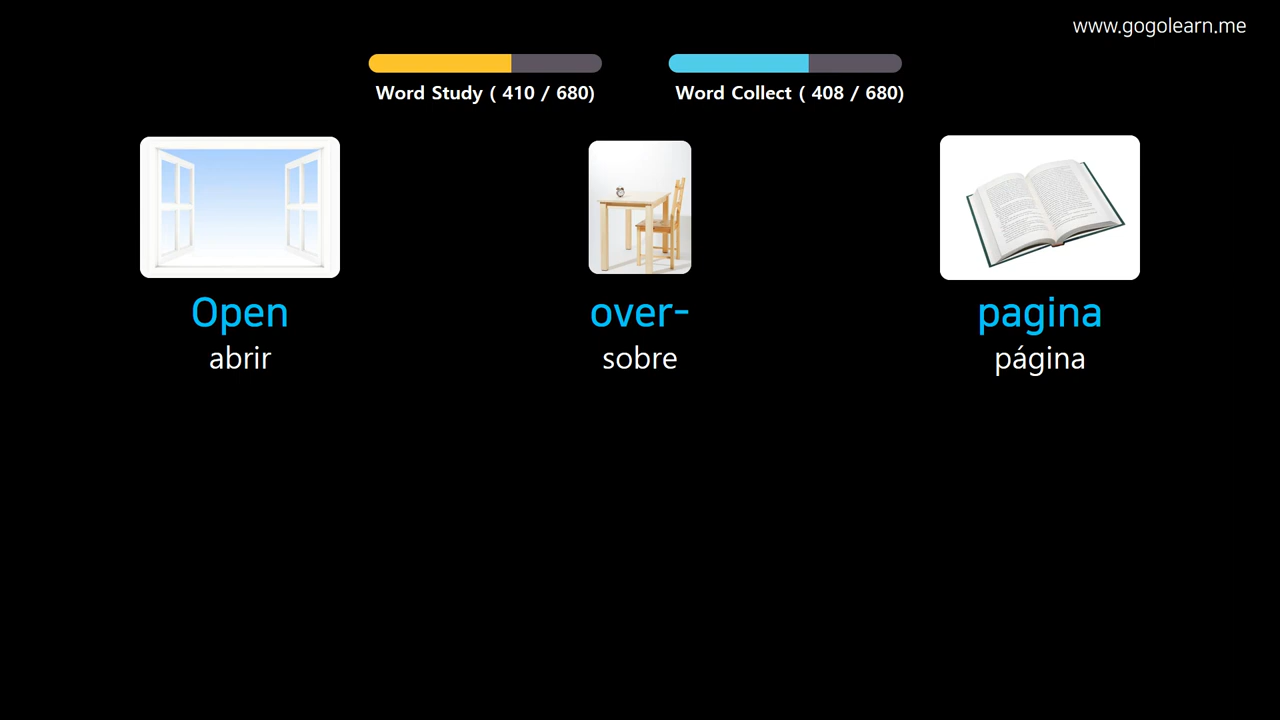 www.gogolearn.me
Word Study ( 410 / 680)
Word Collect ( 408 / 680)
Open
over-
pagina
abrir
sobre
página